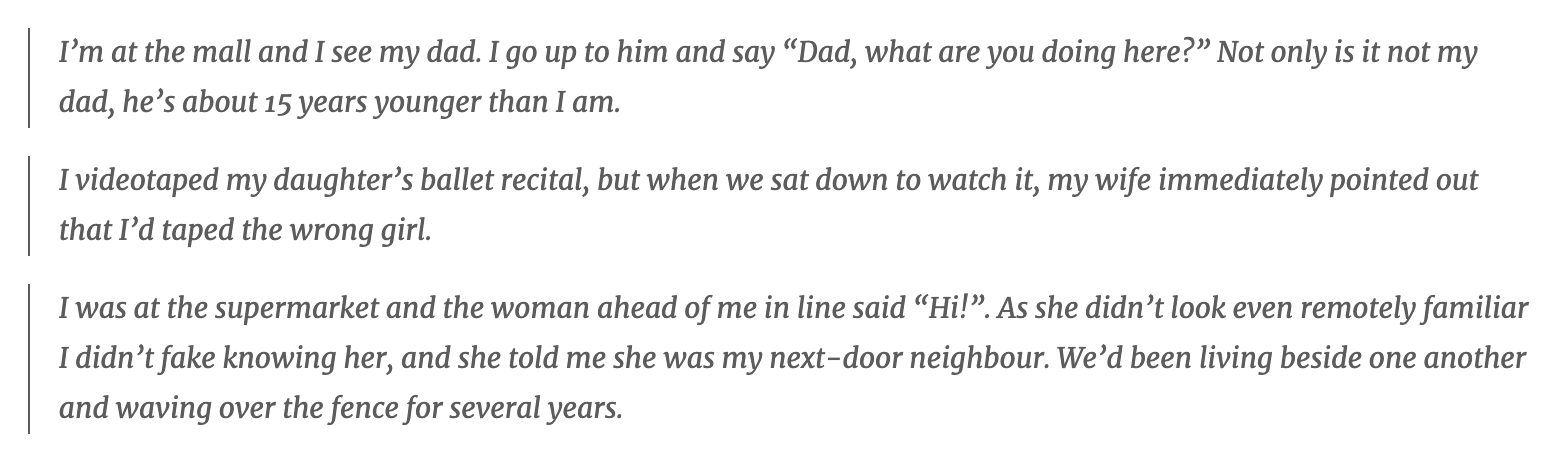 I’m at the mall and I see my dad. I go up to him and say “Dad, what are you doing here?” Not only is it not my
dad, he’s about 15 years younger than I am.
I videotaped my daughter’s ballet recital, but when we sat down to watch it, my wife immediately pointed out
that I’d taped the wrong girl.
I was at the supermarket and the woman ahead of me in line said “Hi!”. As she didn’t look even remotely familiar
I didn’t fake knowing her, and she told me she was my next-door neighbour. We’d been living beside one another
and waving over the fence for several years.